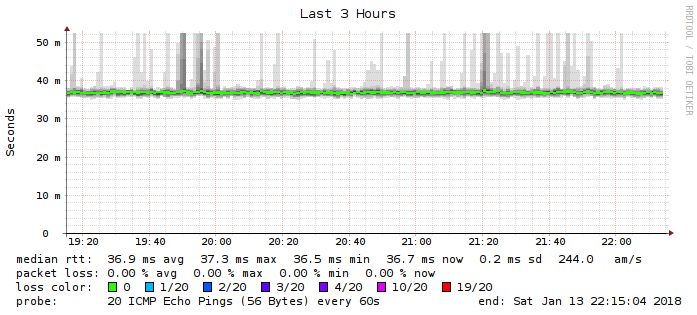 Last 3 Hours
RRDTOOL / TOBI OETIKER
Seconds
50 m
40 m
30 m
20 m
10 m
0
19:20 19:40 20:00 20:20 20:40 21:00 21:20 21:40 22:00
median rtt: 36.9 ms avg 37.3 ms max 36.5 ms min 36.7 ms now 0.2 ms sd 244.0 am/s
packet loss: 0.00 % avg 0.00 % max 0.00 % min 0.00 % now
loss color: 0 1/20 2/20 3/20 4/20 10/20 19/20
probe: 20 ICMP Echo Pings (56 Bytes) every 60s end: Sat Jan 13 22:15:04 2018